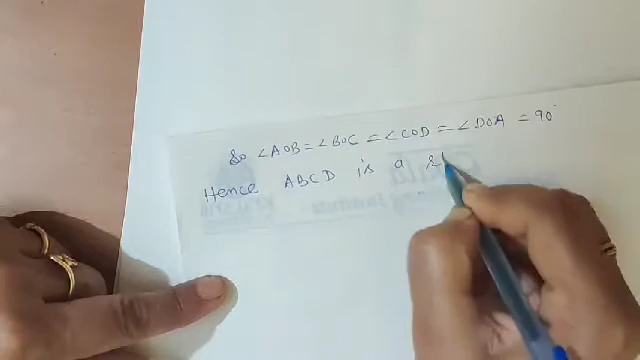 So ∠AOB = ∠BOC = ∠COD = ∠DOA = 90°
Hence ABCD is a